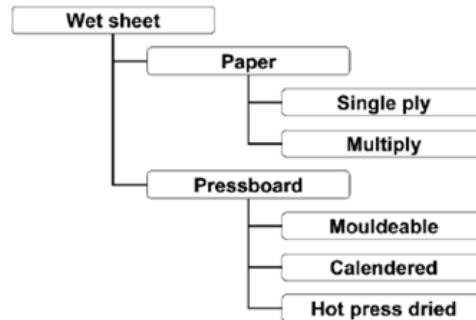 Wet sheet
Paper
Single ply
Multiply
Pressboard
Mouldeable
Calendered
Hot press dried